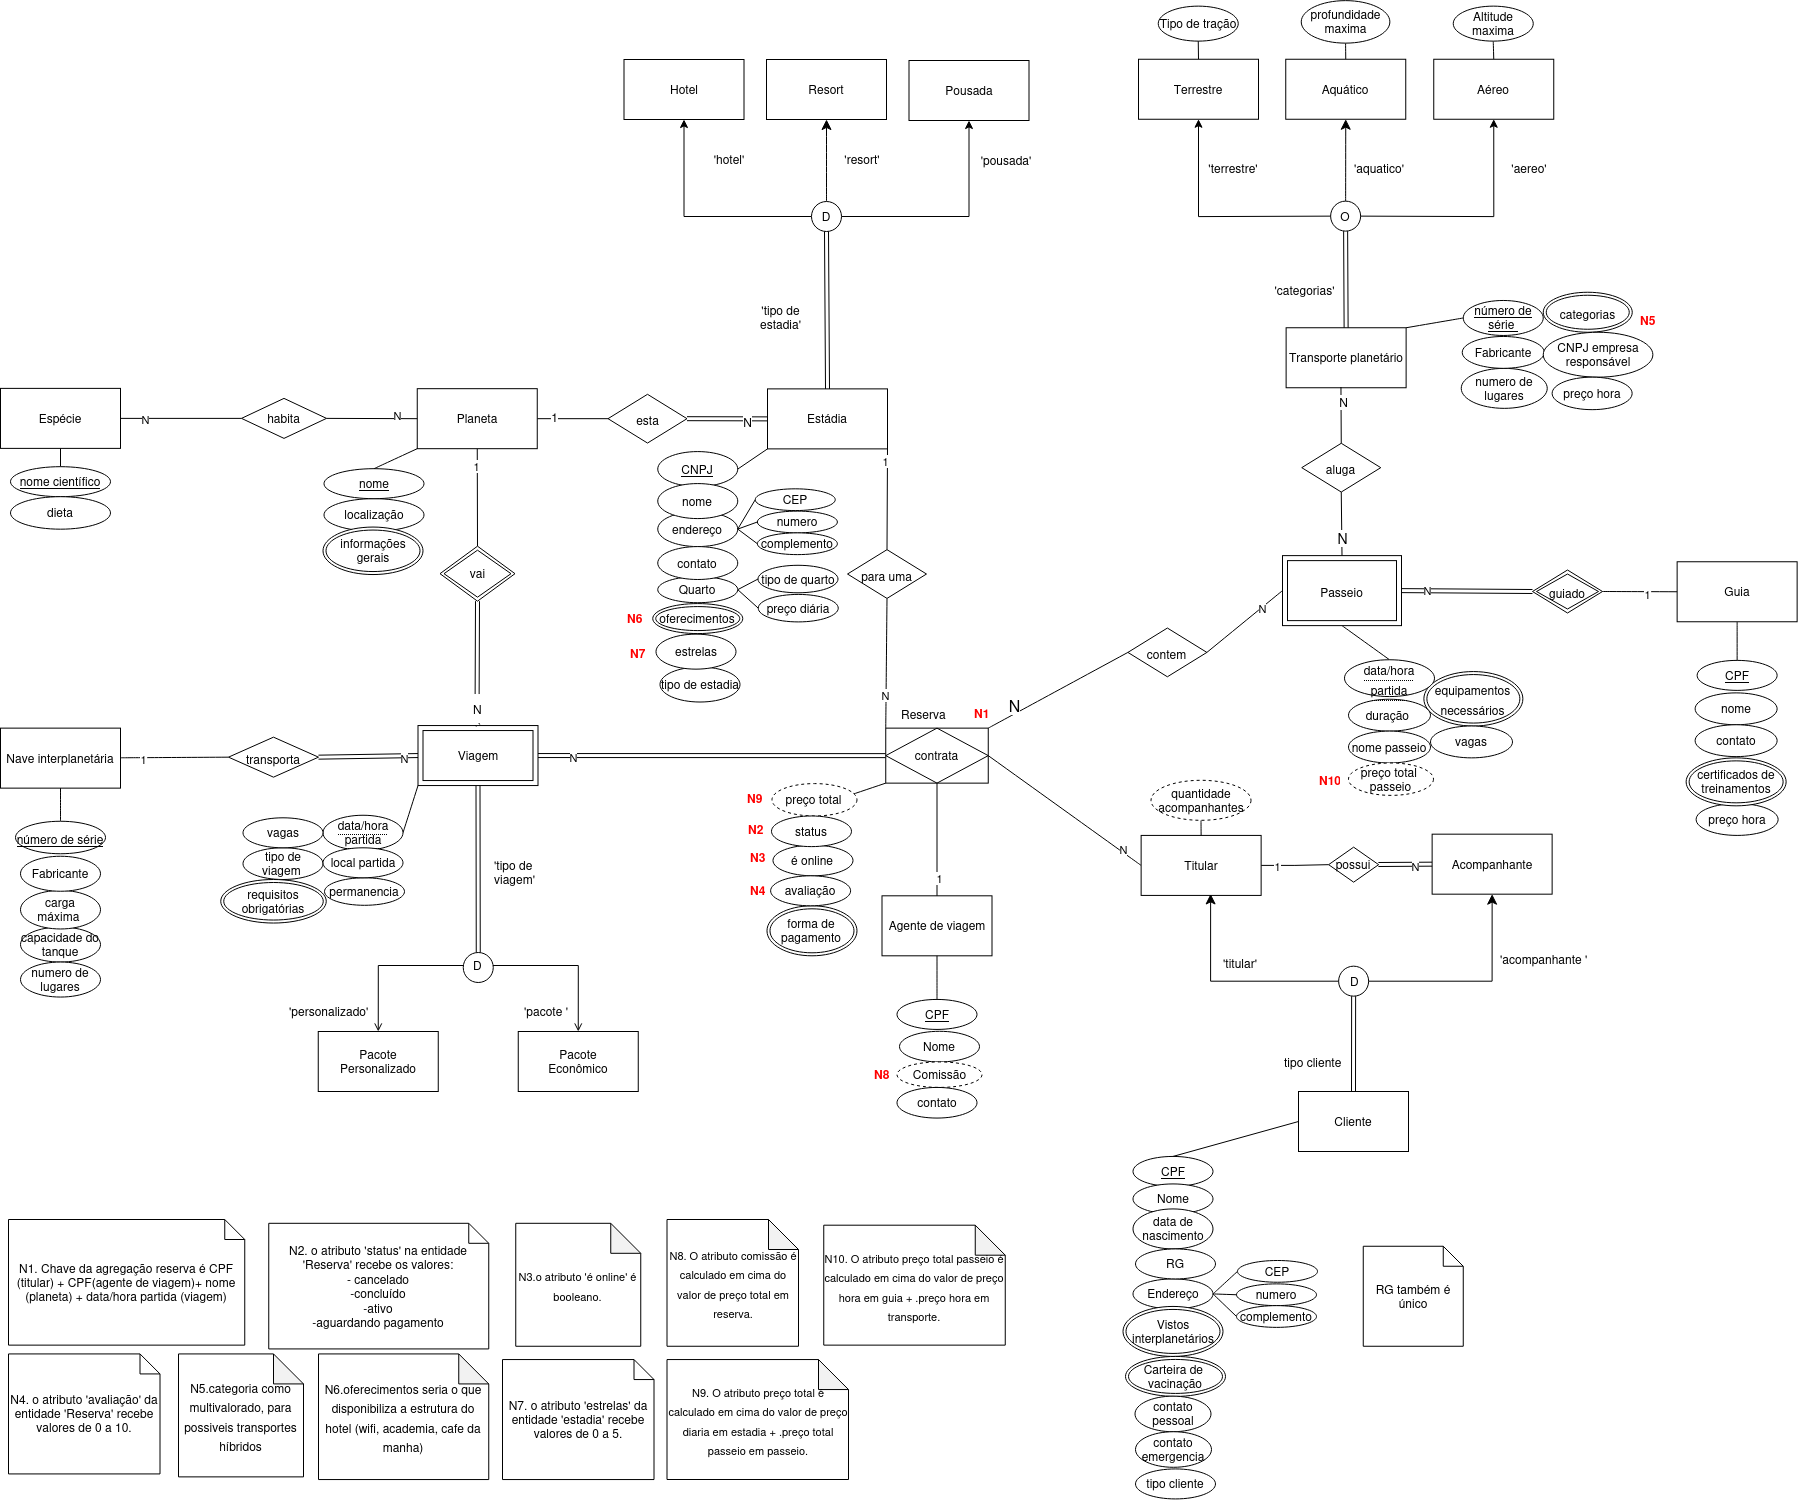 Tipo de tração
profundidade
maxima
Altitude
maxima
Hotel
Resort
Pousada
Terrestre
Aquático
Aéreo
'hotel'
'resort'
'pousada'
'terrestre'
'aquatico'
'aereo'
D
O
'tipo de
estadia'
'categorias'
Transporte planetário
número de
série
categorias
N5
Fabricante
CNPJ empresa
responsável
numero de
lugares
preço hora
Espécie
N
habita
N
Planeta
1
esta
N
Estádia
nome científico
dieta
nome
localização
informações
gerais
1
vai
N
CNPJ
nome
endereço
CEP
numero
complemento
contato
Quarto
tipo de quarto
preço diária
N6
oferecimentos
N7
estrelas
tipo de estadia
1
para uma
N
N
aluga
N
Passeio
N
guiado
1
Guia
contem
N
N
data/hora
partida
equipamentos
necessários
duração
nome passeio
vagas
N10
preço total
passeio
CPF
nome
contato
certificados de
treinamentos
preço hora
Reserva
N1
contrata
Nave interplanetária
1
transporta
N
Viagem
N
número de série
Fabricante
carga
máxima
capacidade do
tanque
numero de
lugares
vagas
data/hora
partida
tipo de
viagem
local partida
requisitos
obrigatórias
permanencia
'tipo de
viagem'
N9
preço total
N2
status
N3
é online
N4
avaliação
forma de
pagamento
1
Agente de viagem
CPF
Nome
N8
Comissão
contato
quantidade
acompanhantes
N
Titular
1
possui
N
Acompanhante
'titular'
'acompanhante '
D
tipo cliente
Cliente
D
'personalizado'
'pacote '
Pacote
Personalizado
Pacote
Econômico
CPF
Nome
data de
nascimento
RG
Endereço
CEP
numero
complemento
Vistos
interplanetários
Carteira de
vacinação
contato
pessoal
contato
emergencia
tipo cliente
RG também é
único
N1. Chave da agregação reserva é CPF
(titular) + CPF(agente de viagem)+ nome
(planeta) + data/hora partida (viagem)
N2. o atributo 'status' na entidade
'Reserva' recebe os valores:
- cancelado
-concluído
-ativo
-aguardando pagamento
N3.o atributo 'é online' é
booleano.
N8. O atributo comissão é
calculado em cima do
valor de preço total em
reserva.
N10. O atributo preço total passeio é
calculado em cima do valor de preço
hora em guia + .preço hora em
transporte.
N4. o atributo 'avaliação' da
entidade 'Reserva' recebe
valores de 0 a 10.
N5.categoria como
multivalorado, para
possiveis transportes
híbridos
N6.oferecimentos seria o que
disponibiliza a estrutura do
hotel (wifi, academia, cafe da
manha)
N7. o atributo 'estrelas' da
entidade 'estadia' recebe
valores de 0 a 5.
N9. O atributo preço total é
calculado em cima do valor de preço
diaria em estadia + .preço total
passeio em passeio.